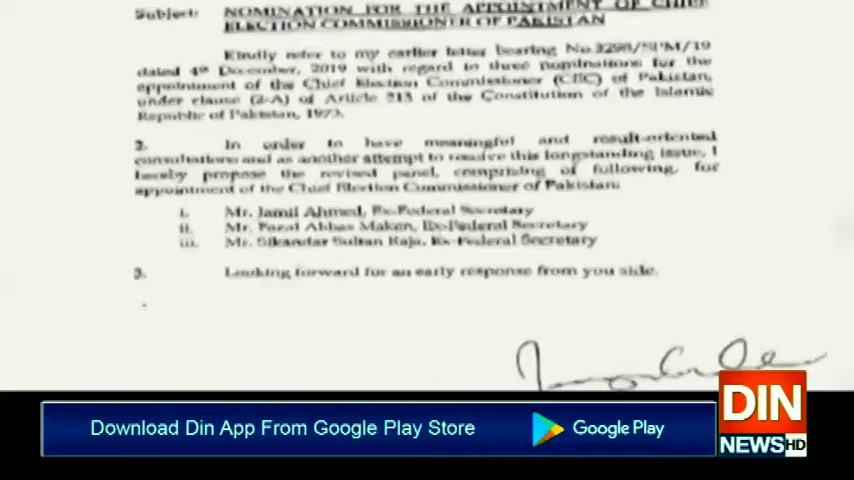 Subject: NOMINATION FOR THE APPOINTMENT OF CHIEF
ELECTION COMMISSIONER OF PAKISTAN
Kindly refer to my earlier letter bearing No.3298/SPM/19
dated 4th December, 2019 with regard to three nominations for the
appointment of the Chief Election Commissioner (CEC) of Pakistan,
under clause (2-A) of Article 213 of the Constitution of the Islamic
Republic of Pakistan, 1973.
2. In order to have meaningful and result-oriented
consultations and as another attempt to resolve this longstanding issue, I
hereby propose the revised panel, comprising of following, for
appointment of the Chief Election Commissioner of Pakistan:
i. Mr. Jamil Ahmed, Ex-Federal Secretary
ii. Mr. Fazal Abbas Maken, Ex-Federal Secretary
iii. Mr. Sikandar Sultan Raja, Ex-Federal Secretary
3. Looking forward for an early response from you side.
Download Din App From Google Play Store
Google Play
DIN
NEWS HD